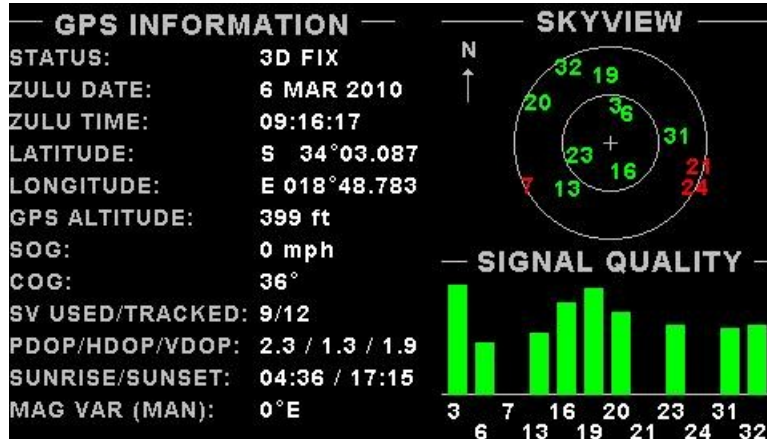 GPS INFORMATION
STATUS: 3D FIX
ZULU DATE: 6 MAR 2010
ZULU TIME: 09:16:17
LATITUDE: S 34°03.087
LONGITUDE: E 018°48.783
GPS ALTITUDE: 399 ft
SOG: 0 mph
COG: 36°
SV USED/TRACKED: 9/12
PDOP/HDOP/VDOP: 2.3 / 1.3 / 1.9
SUNRISE/SUNSET: 04:36 / 17:15
MAG VAR (MAN): 0°E
SKYVIEW
N
32 19
20 3 6
31
23 16 21
7 13 24
SIGNAL QUALITY
3 7 16 20 23 31
6 13 19 21 24 32